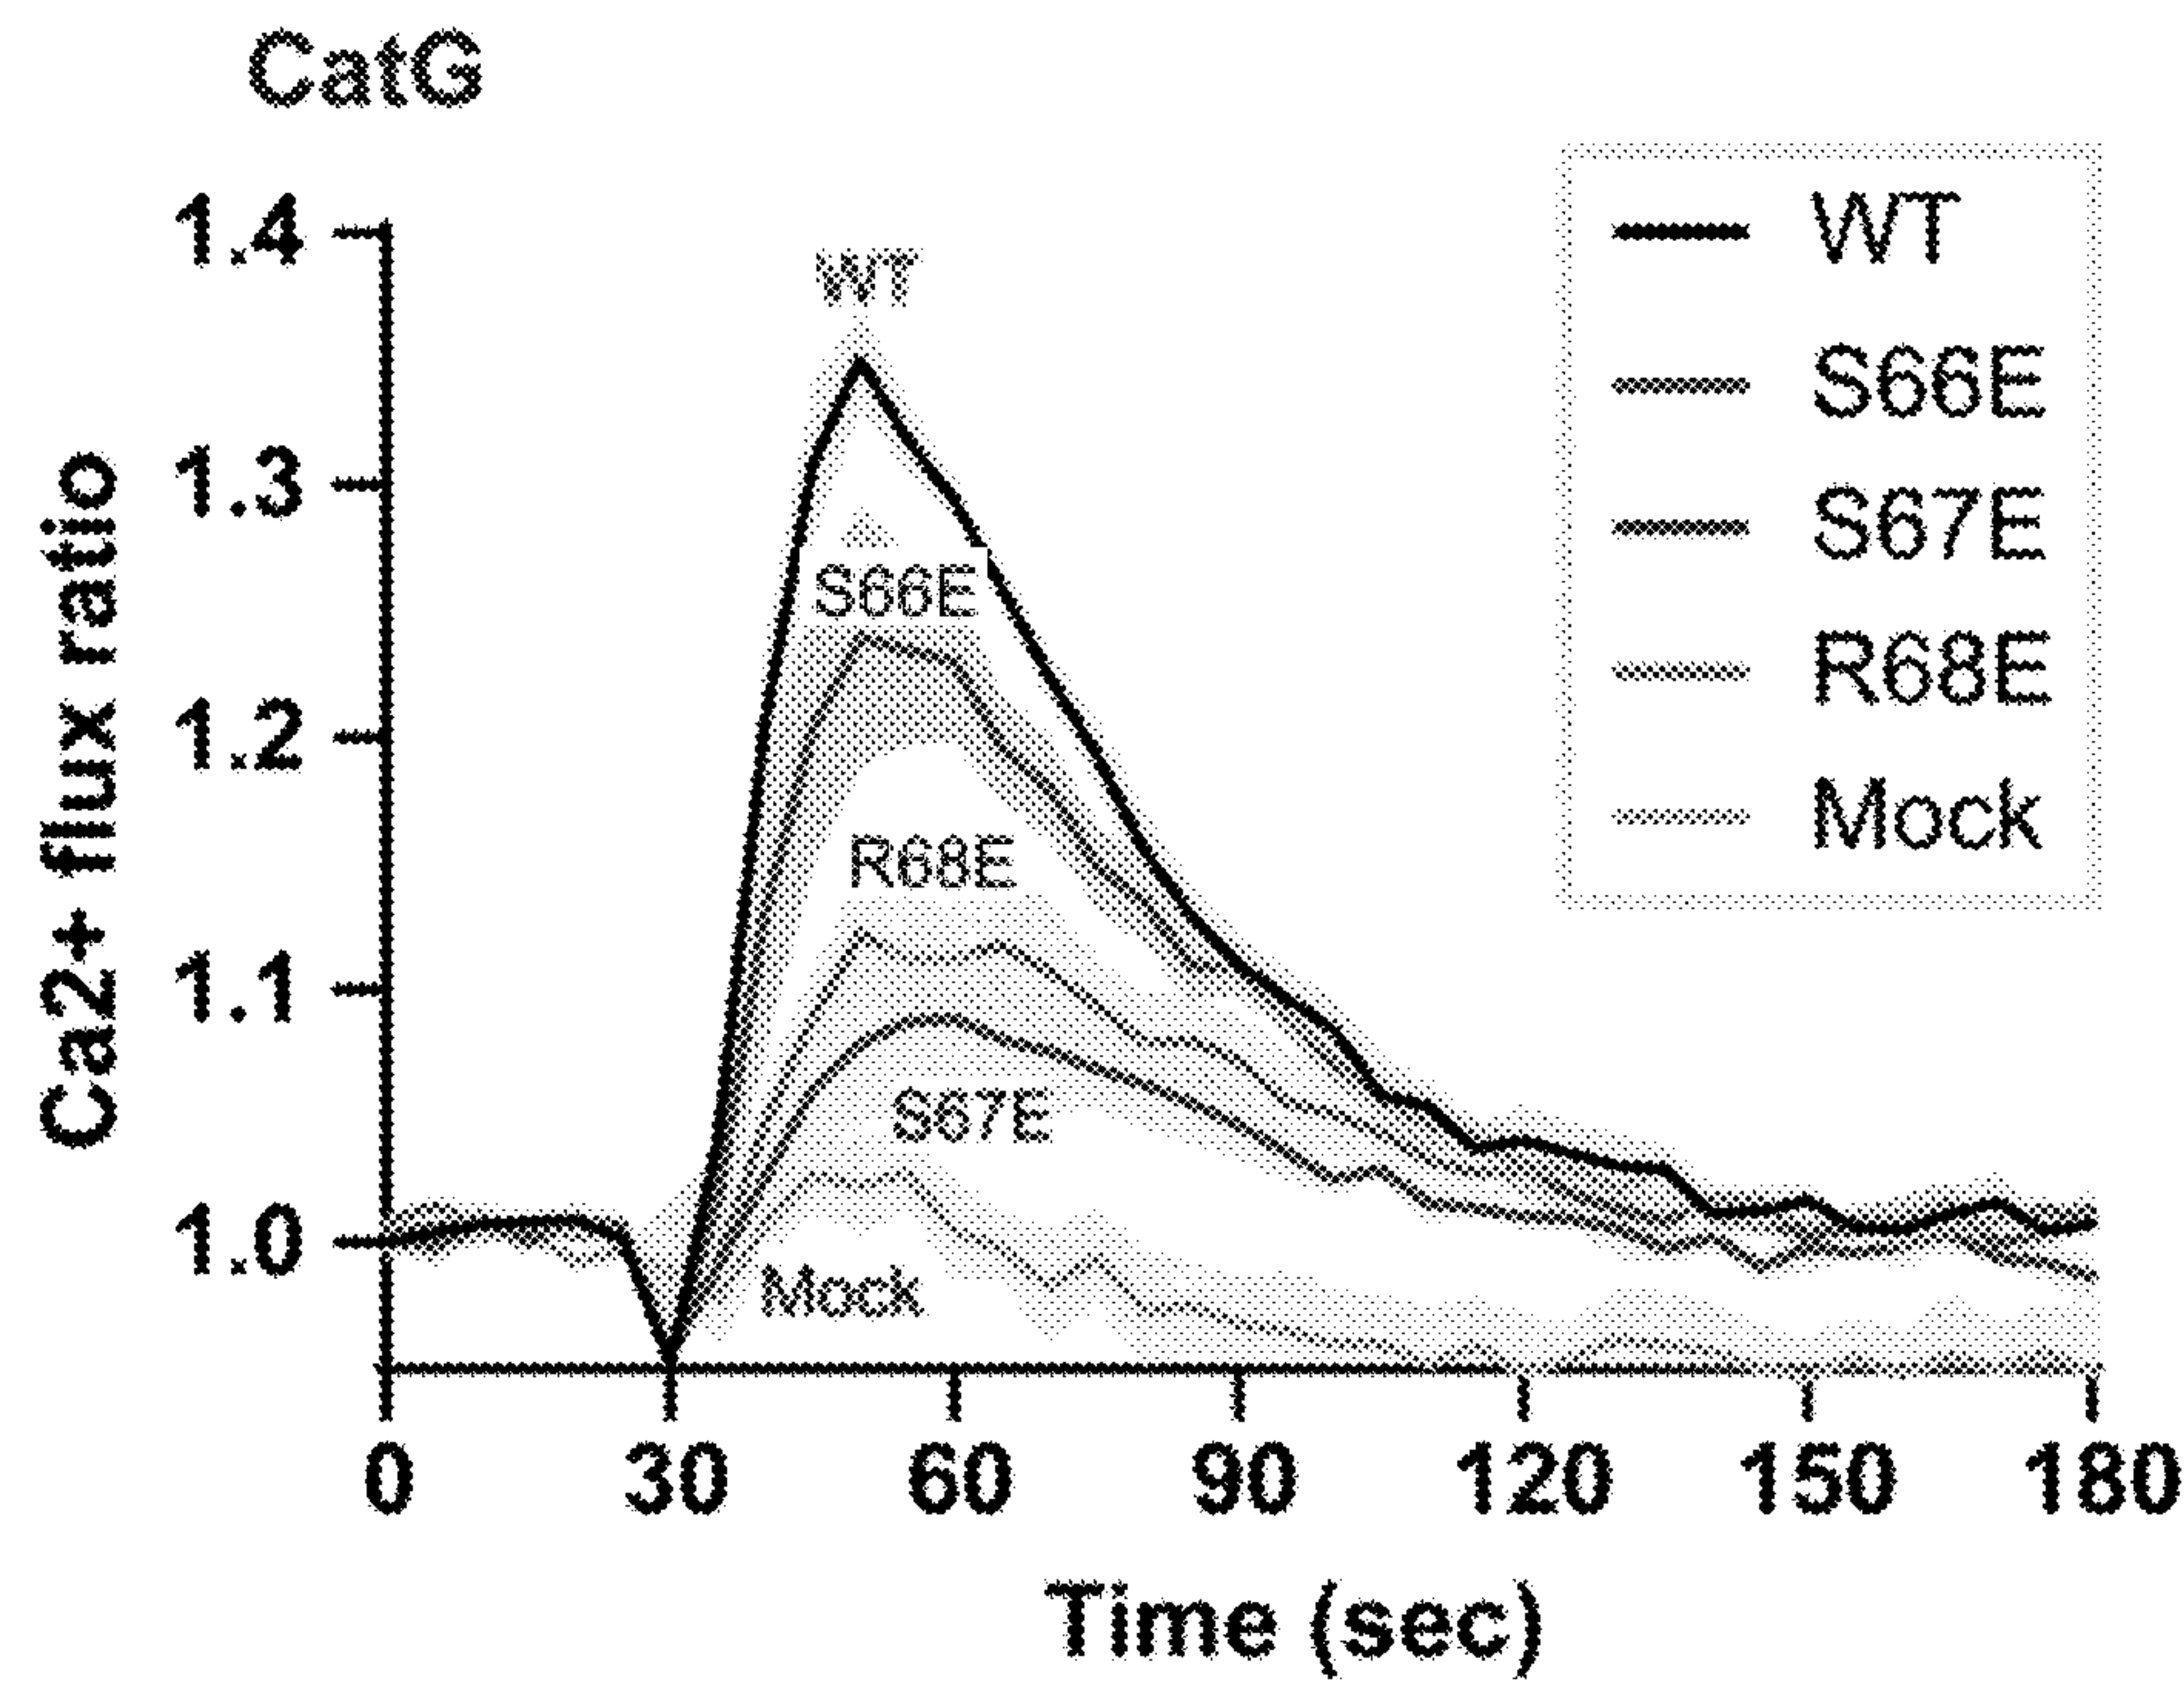 CatG
1.4
1.3
1.2
1.1
1.0
Ca2+ flux ratio
WT
S66E
R68E
S67E
Mock
WT
S66E
S67E
R68E
Mock
0 30 60 90 120 150 180
Time (sec)